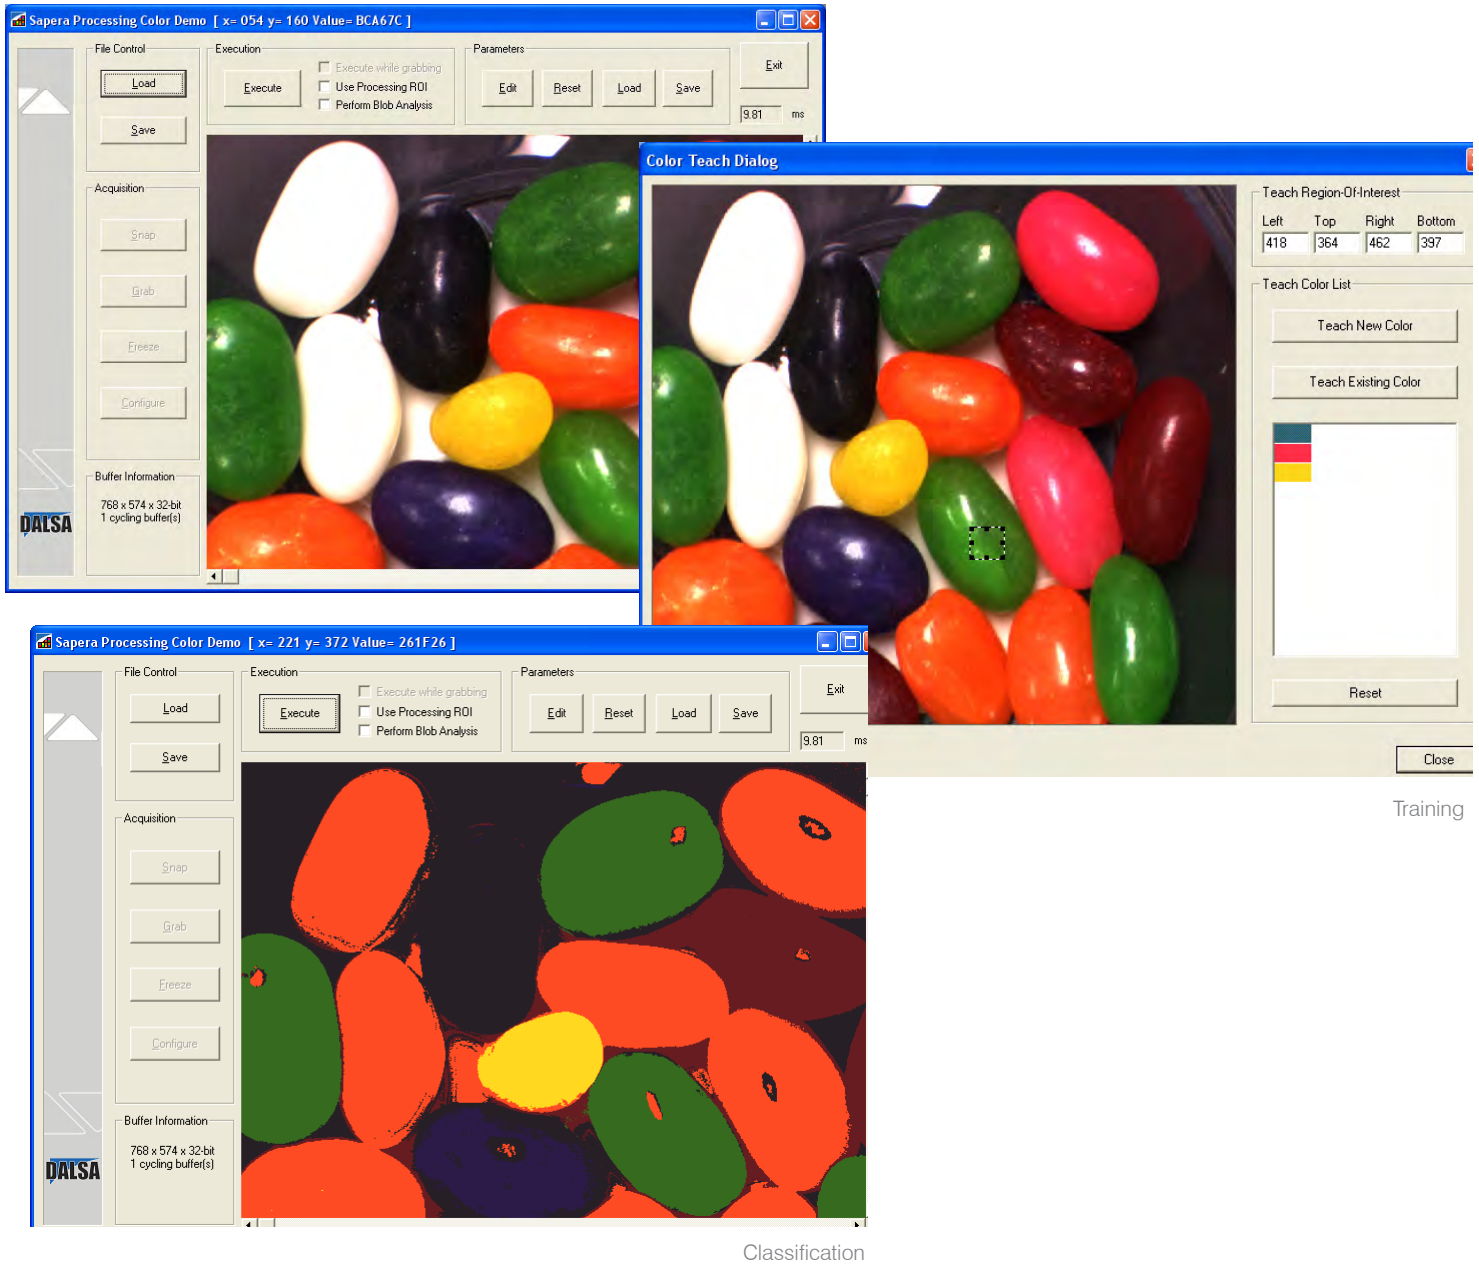 Sapera Processing Color Demo [ x= 054 y= 160 Value= BCA67C ]
File Control
Load
Save
Execution
Execute
Execute while grabbing
Use Processing ROI
Perform Blob Analysis
Parameters
Edit
Reset
Load
Save
Exit
9.81 ms
Acquisition
Snap
Grab
Freeze
Configure
Buffer Information
768 x 574 x 32-bit
1 cycling buffer(s)
DALSA
Color Teach Dialog
Teach Region-Of-Interest
Left Top Right Bottom
418 364 462 397
Teach Color List
Teach New Color
Teach Existing Color
Reset
Close
Training
Sapera Processing Color Demo [ x= 221 y= 372 Value= 261F26 ]
File Control
Load
Save
Execution
Execute
Execute while grabbing
Use Processing ROI
Perform Blob Analysis
Parameters
Edit
Reset
Load
Save
Exit
9.81 ms
Acquisition
Snap
Grab
Freeze
Configure
Buffer Information
768 x 574 x 32-bit
1 cycling buffer(s)
DALSA
Classification